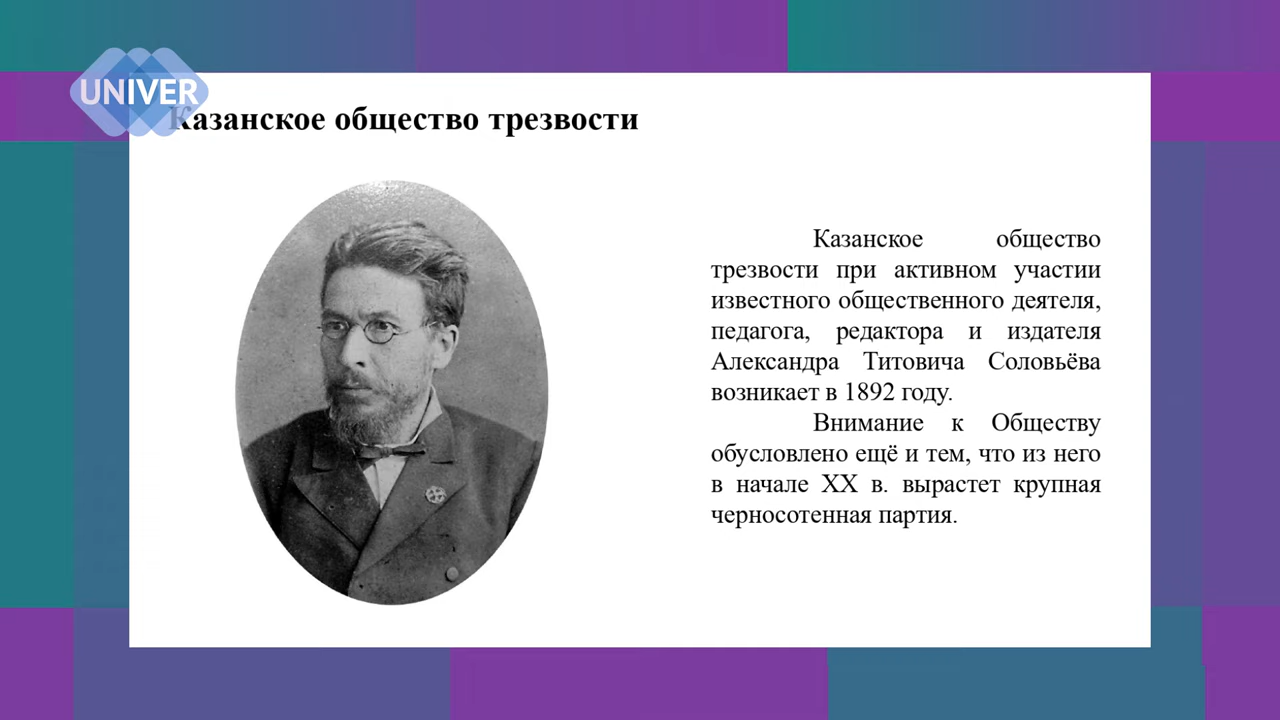 UNIVER
Казанское общество трезвости
Казанское общество
трезвости при активном участии
известного общественного деятеля,
педагога, редактора и издателя
Александра Титовича Соловьёва
возникает в 1892 году.
Внимание к Обществу
обусловлено ещё и тем, что из него
в начале XX в. вырастет крупная
черносотенная партия.